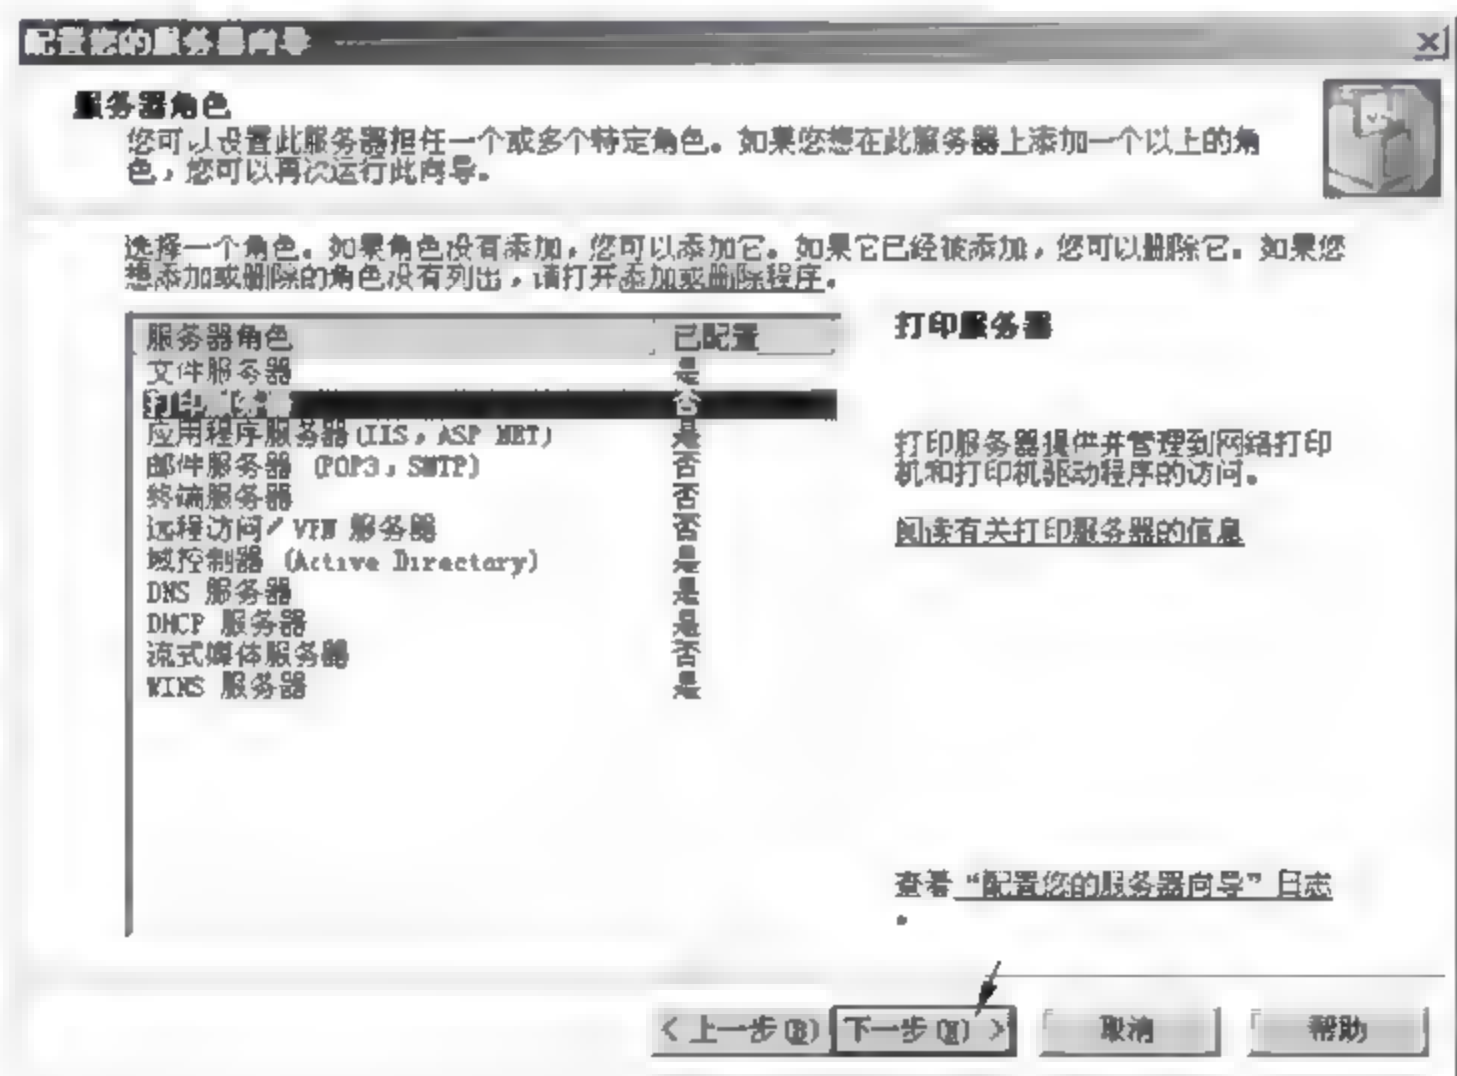 配置您的服务器向导
服务器角色
您可以设置此服务器担任一个或多个特定角色。如果您想在此服务器上添加一个以上的角
色，您可以再次运行此向导。
选择一个角色。如果角色没有添加，您可以添加它。如果它已经被添加，您可以删除它。如果您
想添加或删除的角色没有列出，请打开添加或删除程序。
服务器角色 已配置
文件服务器 是
打印服务器 否
应用程序服务器(IIS，ASP.NET) 是
邮件服务器 (POP3，SMTP) 否
终端服务器 否
远程访问/VPN 服务器 否
域控制器 (Active Directory) 是
DNS 服务器 是
DHCP 服务器 是
流式媒体服务器 否
WINS 服务器 是
打印服务器
打印服务器提供并管理到网络打印
机和打印机驱动程序的访问。
阅读有关打印服务器的信息
查看“配置您的服务器向导”日志
。
< 上一步(B) 下一步(N) > 取消 帮助